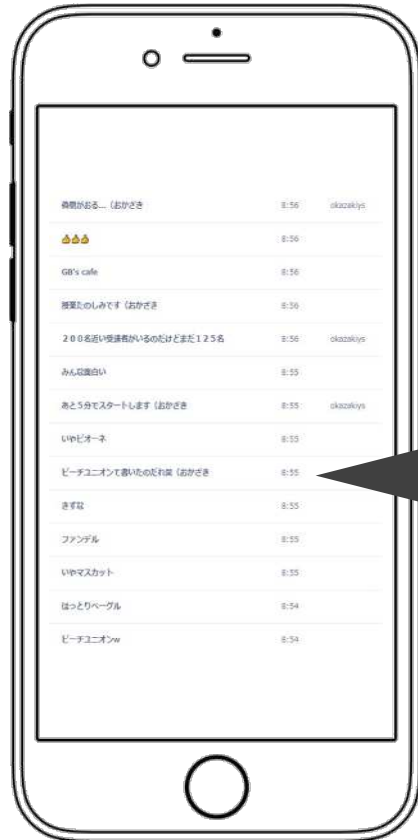 がおる…（おかざき 8:56 okazakiys
👍👍👍 8:56
GB's cafe 8:56
授業たのしみです（おかざき 8:56
２００名近い受講者がいるのだけどまだ１２５名 8:56 okazakiys
みんな面白い 8:55
あと５分でスタートします（おかざき 8:55 okazakiys
いやピオーネ 8:55
ピーチユニオンて書いたのだれ笑（おかざき 8:55
きずな 8:55
ファンデル 8:55
いやマスカット 8:55
はっとりベーグル 8:54
ピーチユニオンw 8:54